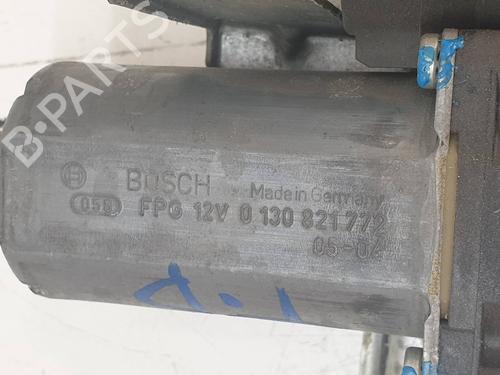 B-PARTS
BOSCH Made in Germany
058 FPG 12V 0 130 821 772
05-04